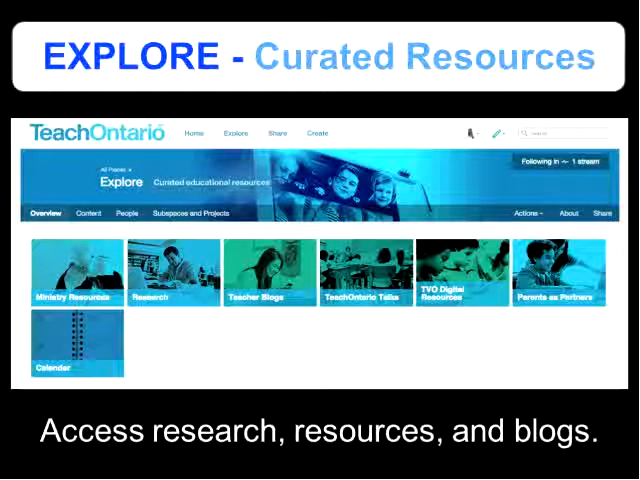 EXPLORE - Curated Resources
TeachOntario Home Explore Share Create search
All Places >
Following in 1 stream
Explore Curated educational resources
Overview Content People Subspaces and Projects Actions About Share
Ministry Resources Research Teacher Blogs TeachOntario Talks TVO Digital Resources Parents as Partners
Calendar
Access research, resources, and blogs.